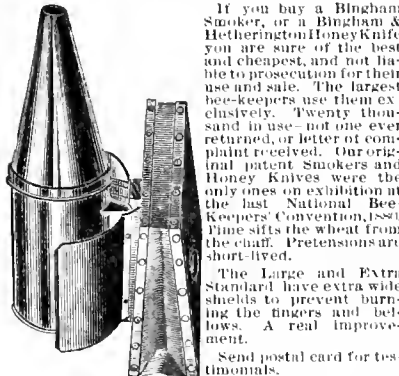 If you buy a Bingham
Smoker, or a Bingham &
Hetherington Honey Knife
you are sure of the best
and cheapest, and not lia-
ble to prosecution for their
use and sale. The largest
bee-keepers use them ex-
clusively. Twenty thou-
sand in use—not one ever
returned, or letter of com-
plaint received. Our orig-
inal patent Smokers and
Honey Knives were the
only ones on exhibition at
the last National Bee-
Keepers' Convention, 1880.
Time sifts the wheat from
the chaff. Pretensions are
short-lived.
The Large and Extra
Standard have extra wide
shields to prevent burn-
ing the fingers and bel-
lows. A real improve-
ment.
Send postal card for tes-
timonials.